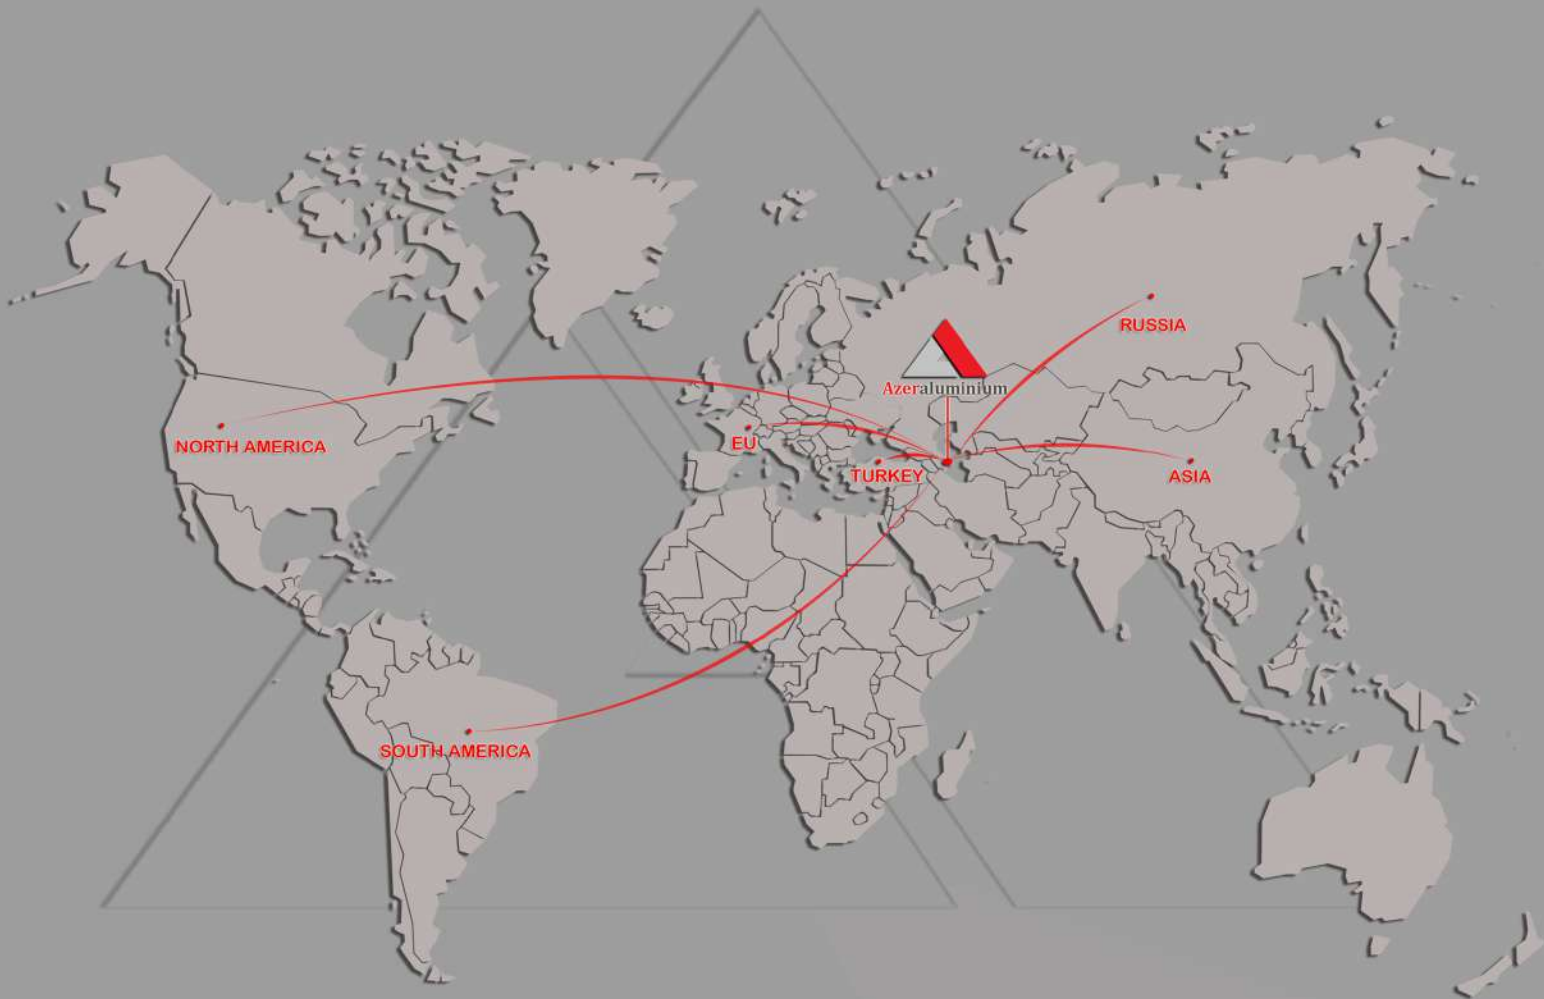 RUSSIA
Azeraluminium
NORTH AMERICA
EU
TURKEY
ASIA
SOUTH AMERICA